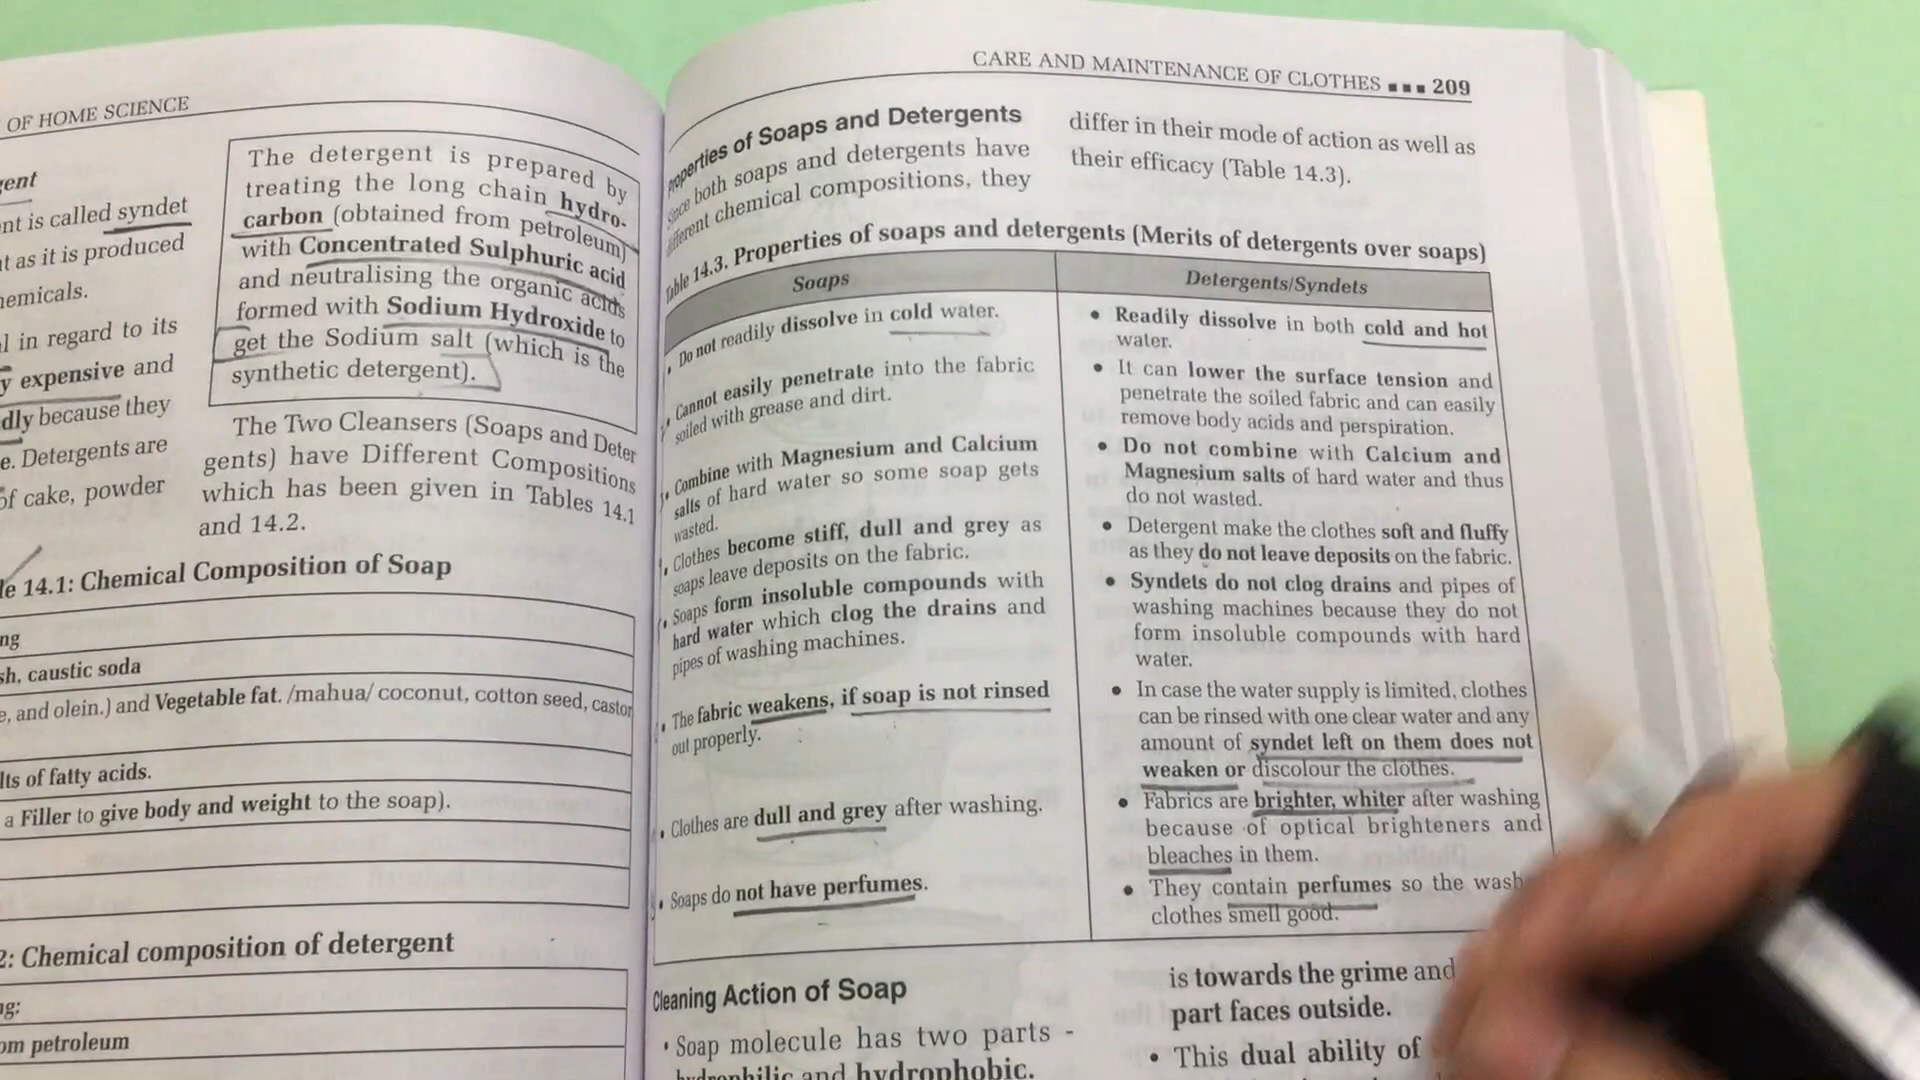 OF HOME SCIENCE
gent
nt is called syndet
t as it is produced
hemicals.
l in regard to its
y expensive and
dly because they
e. Detergents are
of cake, powder
The detergent is prepared by
treating the long chain hydro-
carbon (obtained from petroleum)
with Concentrated Sulphuric acid
and neutralising the organic acids
formed with Sodium Hydroxide to
get the Sodium salt (which is the
synthetic detergent).
The Two Cleansers (Soaps and Deter
gents) have Different Compositions
which has been given in Tables 14.1
and 14.2.
le 14.1: Chemical Composition of Soap
ng
sh, caustic soda
e, and olein.) and Vegetable fat. /mahua/ coconut, cotton seed, castor
lts of fatty acids.
a Filler to give body and weight to the soap).
2: Chemical composition of detergent
ng:
om petroleum
CARE AND MAINTENANCE OF CLOTHES ■■■ 209
Properties of Soaps and Detergents
Since both soaps and detergents have
different chemical compositions, they
differ in their mode of action as well as
their efficacy (Table 14.3).
Table 14.3. Properties of soaps and detergents (Merits of detergents over soaps)
Soaps
• Do not readily dissolve in cold water.
• Cannot easily penetrate into the fabric
soiled with grease and dirt.
• Combine with Magnesium and Calcium
salts of hard water so some soap gets
wasted.
• Clothes become stiff, dull and grey as
soaps leave deposits on the fabric.
• Soaps form insoluble compounds with
hard water which clog the drains and
pipes of washing machines.
• The fabric weakens, if soap is not rinsed
out properly.
• Clothes are dull and grey after washing.
• Soaps do not have perfumes.
Detergents/Syndets
• Readily dissolve in both cold and hot
water.
• It can lower the surface tension and
penetrate the soiled fabric and can easily
remove body acids and perspiration.
• Do not combine with Calcium and
Magnesium salts of hard water and thus
do not wasted.
• Detergent make the clothes soft and fluffy
as they do not leave deposits on the fabric.
• Syndets do not clog drains and pipes of
washing machines because they do not
form insoluble compounds with hard
water.
• In case the water supply is limited, clothes
can be rinsed with one clear water and any
amount of syndet left on them does not
weaken or discolour the clothes.
• Fabrics are brighter, whiter after washing
because of optical brighteners and
bleaches in them.
• They contain perfumes so the wash
clothes smell good.
Cleaning Action of Soap
• Soap molecule has two parts -
hydrophilic and hydrophobic.
is towards the grime and
part faces outside.
• This dual ability of